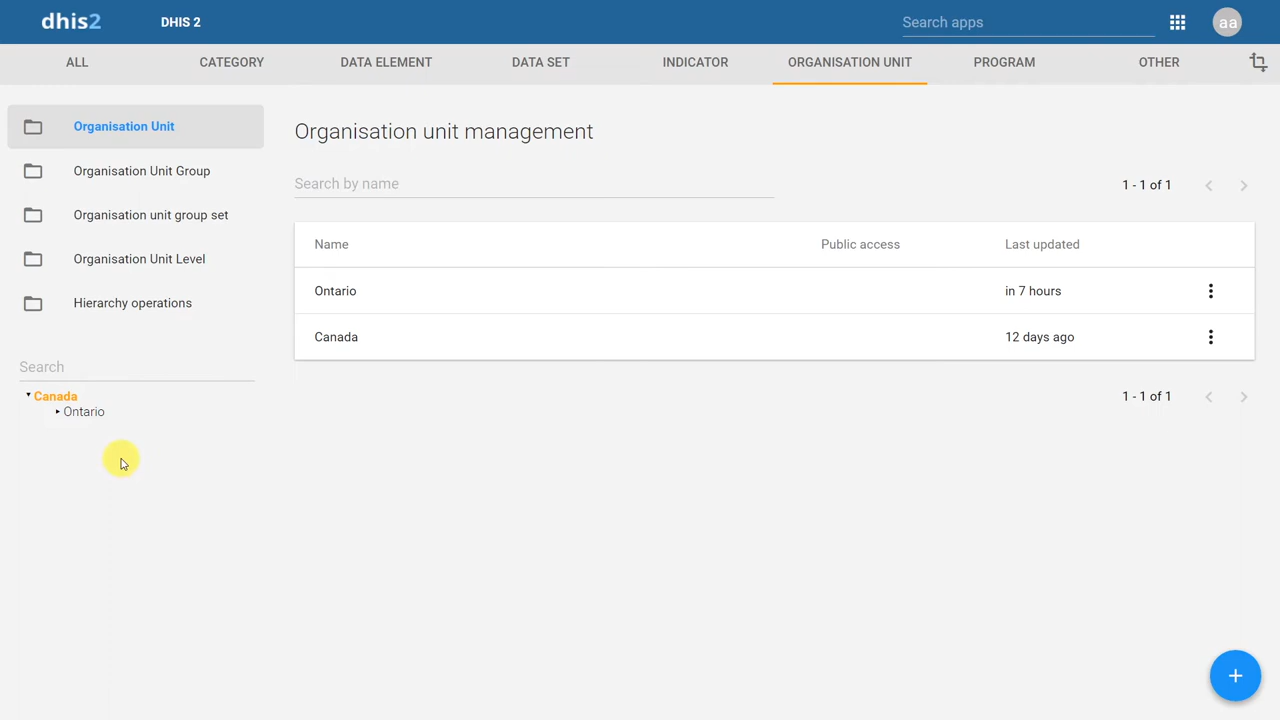 dhis2
DHIS 2
Search apps
aa
ALL
CATEGORY
DATA ELEMENT
DATA SET
INDICATOR
ORGANISATION UNIT
PROGRAM
OTHER
Organisation Unit
Organisation Unit Group
Organisation unit group set
Organisation Unit Level
Hierarchy operations
Search
Canada
Ontario
Organisation unit management
Search by name
1 - 1 of 1
Name Public access Last updated
Ontario in 7 hours
Canada 12 days ago
1 - 1 of 1